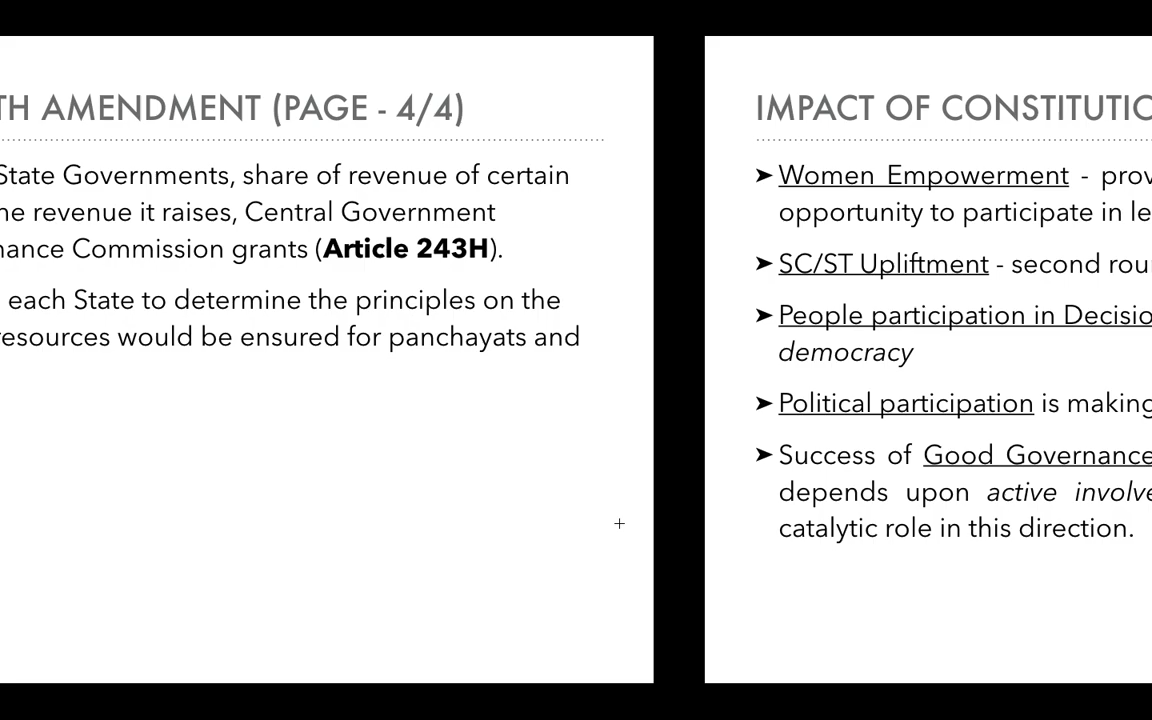 TH AMENDMENT (PAGE - 4/4)
State Governments, share of revenue of certain
he revenue it raises, Central Government
nance Commission grants (Article 243H).
each State to determine the principles on the
resources would be ensured for panchayats and
IMPACT OF CONSTITUTIO
➤ Women Empowerment - prov
opportunity to participate in le
➤ SC/ST Upliftment - second rou
➤ People participation in Decisio
democracy
➤ Political participation is making
➤ Success of Good Governance
depends upon active involve
catalytic role in this direction.